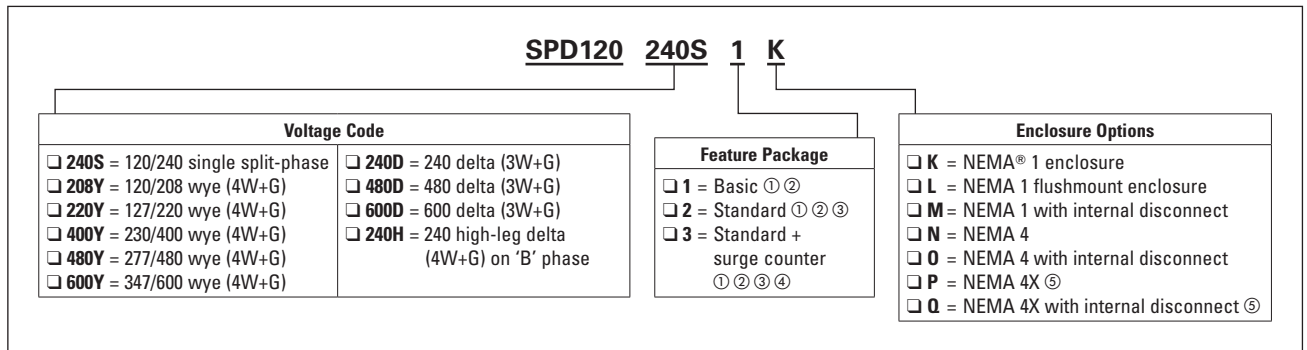 SPD120 240S 1 K
Voltage Code
❑ 240S = 120/240 single split-phase
❑ 208Y = 120/208 wye (4W+G)
❑ 220Y = 127/220 wye (4W+G)
❑ 400Y = 230/400 wye (4W+G)
❑ 480Y = 277/480 wye (4W+G)
❑ 600Y = 347/600 wye (4W+G)
❑ 240D = 240 delta (3W+G)
❑ 480D = 480 delta (3W+G)
❑ 600D = 600 delta (3W+G)
❑ 240H = 240 high-leg delta
(4W+G) on ‘B’ phase
Feature Package
❑ 1 = Basic ① ②
❑ 2 = Standard ① ② ③
❑ 3 = Standard +
surge counter
① ② ③ ④
Enclosure Options
❑ K = NEMA® 1 enclosure
❑ L = NEMA 1 flushmount enclosure
❑ M = NEMA 1 with internal disconnect
❑ N = NEMA 4
❑ O = NEMA 4 with internal disconnect
❑ P = NEMA 4X ⑤
❑ Q = NEMA 4X with internal disconnect ⑤